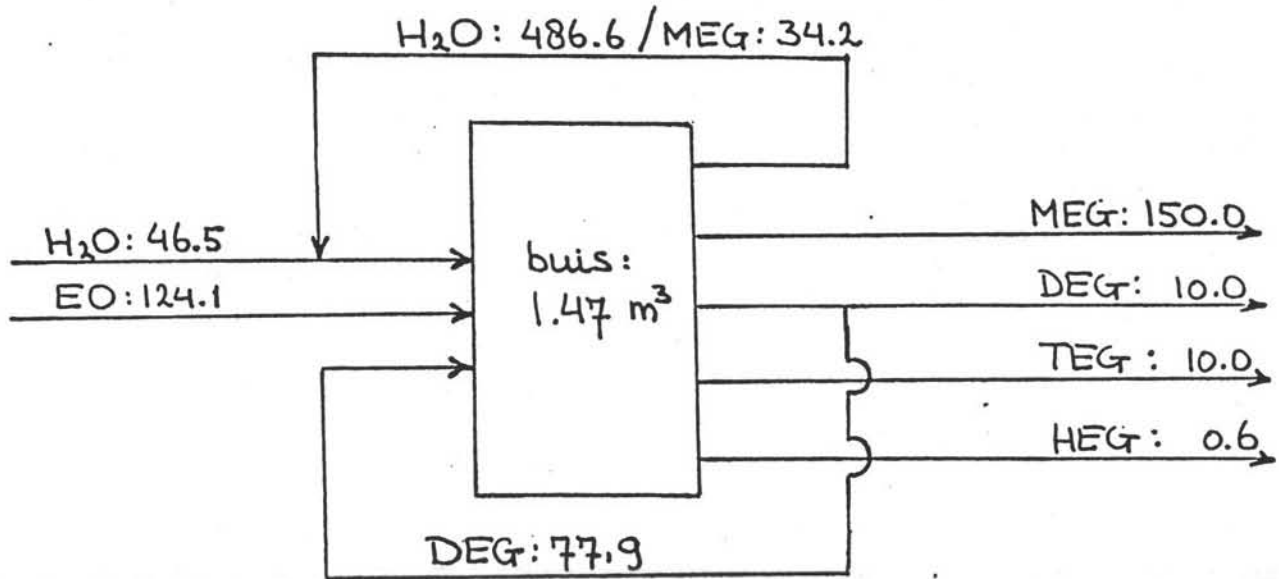 H₂O: 486.6 / MEG: 34.2
H₂O: 46.5
EO: 124.1
buis:
1.47 m³
MEG: 150.0
DEG: 10.0
TEG: 10.0
HEG: 0.6
DEG: 77.9